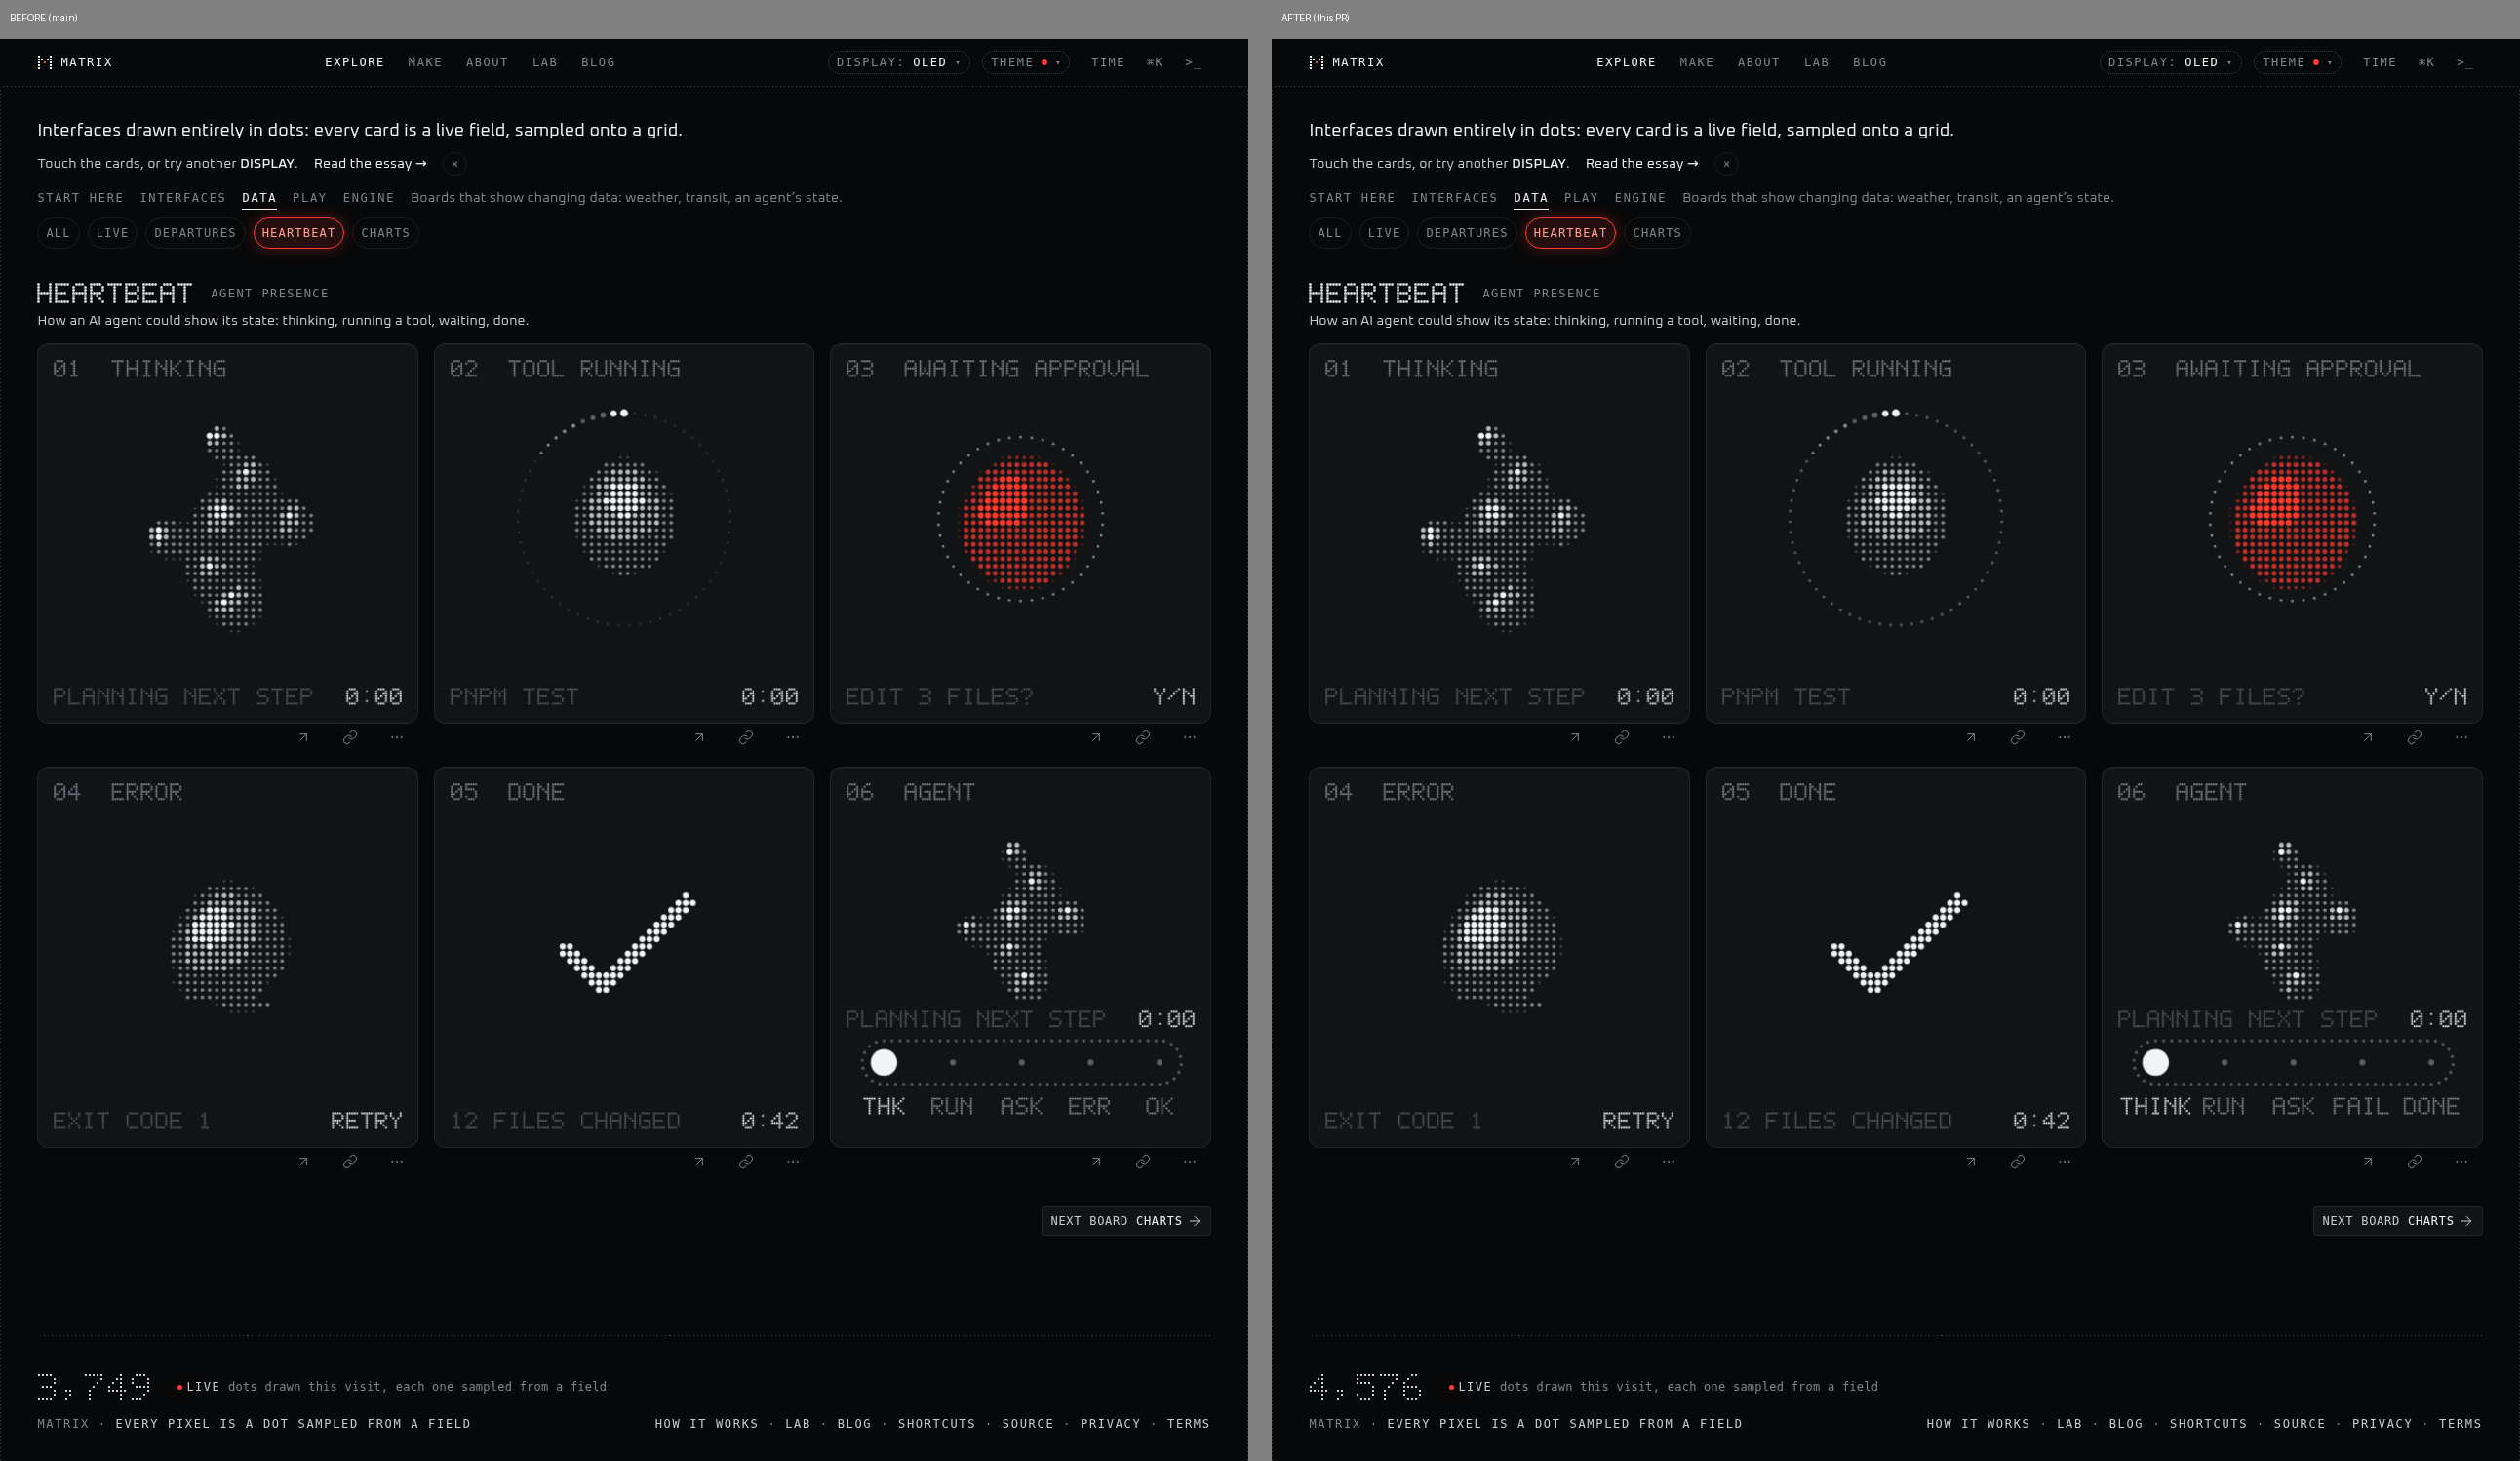 BEFORE (main)
MATRIX
EXPLORE MAKE ABOUT LAB BLOG
DISPLAY: OLED THEME TIME ⌘K >_
Interfaces drawn entirely in dots: every card is a live field, sampled onto a grid.
Touch the cards, or try another DISPLAY. Read the essay → ×
START HERE INTERFACES DATA PLAY ENGINE Boards that show changing data: weather, transit, an agent’s state.
ALL LIVE DEPARTURES HEARTBEAT CHARTS
HEARTBEAT AGENT PRESENCE
How an AI agent could show its state: thinking, running a tool, waiting, done.
01 THINKING
PLANNING NEXT STEP 0:00
02 TOOL RUNNING
PNPM TEST 0:00
03 AWAITING APPROVAL
EDIT 3 FILES? Y/N
04 ERROR
EXIT CODE 1 RETRY
05 DONE
12 FILES CHANGED 0:42
06 AGENT
PLANNING NEXT STEP 0:00
THK RUN ASK ERR OK
NEXT BOARD CHARTS →
3,749 LIVE dots drawn this visit, each one sampled from a field
MATRIX · EVERY PIXEL IS A DOT SAMPLED FROM A FIELD
HOW IT WORKS · LAB · BLOG · SHORTCUTS · SOURCE · PRIVACY · TERMS
AFTER (this PR)
MATRIX
EXPLORE MAKE ABOUT LAB BLOG
DISPLAY: OLED THEME TIME ⌘K >_
Interfaces drawn entirely in dots: every card is a live field, sampled onto a grid.
Touch the cards, or try another DISPLAY. Read the essay → ×
START HERE INTERFACES DATA PLAY ENGINE Boards that show changing data: weather, transit, an agent’s state.
ALL LIVE DEPARTURES HEARTBEAT CHARTS
HEARTBEAT AGENT PRESENCE
How an AI agent could show its state: thinking, running a tool, waiting, done.
01 THINKING
PLANNING NEXT STEP 0:00
02 TOOL RUNNING
PNPM TEST 0:00
03 AWAITING APPROVAL
EDIT 3 FILES? Y/N
04 ERROR
EXIT CODE 1 RETRY
05 DONE
12 FILES CHANGED 0:42
06 AGENT
PLANNING NEXT STEP 0:00
THINK RUN ASK FAIL DONE
NEXT BOARD CHARTS →
4,576 LIVE dots drawn this visit, each one sampled from a field
MATRIX · EVERY PIXEL IS A DOT SAMPLED FROM A FIELD
HOW IT WORKS · LAB · BLOG · SHORTCUTS · SOURCE · PRIVACY · TERMS